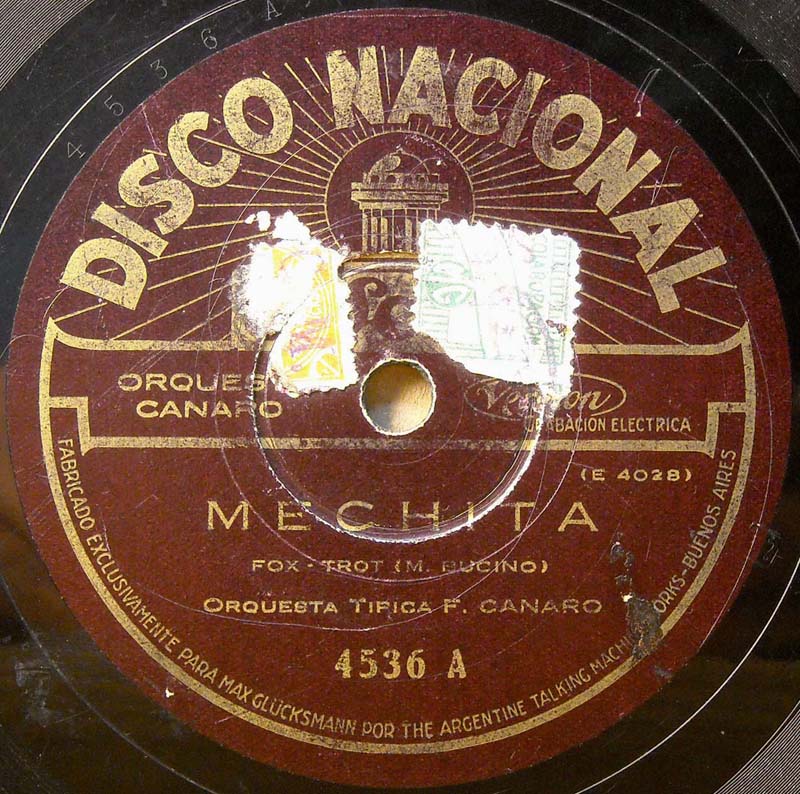 4536 A
DISCO NACIONAL
ORQUES
CANARO
GRABACION ELECTRICA
(E 4028)
MECHITA
FOX-TROT (M. BUCINO)
ORQUESTA TIPICA F. CANARO
4536 A
FABRICADO EXCLUSIVAMENTE PARA MAX GLÜCKSMANN POR THE ARGENTINE TALKING MACHINE WORKS-BUENOS AIRES